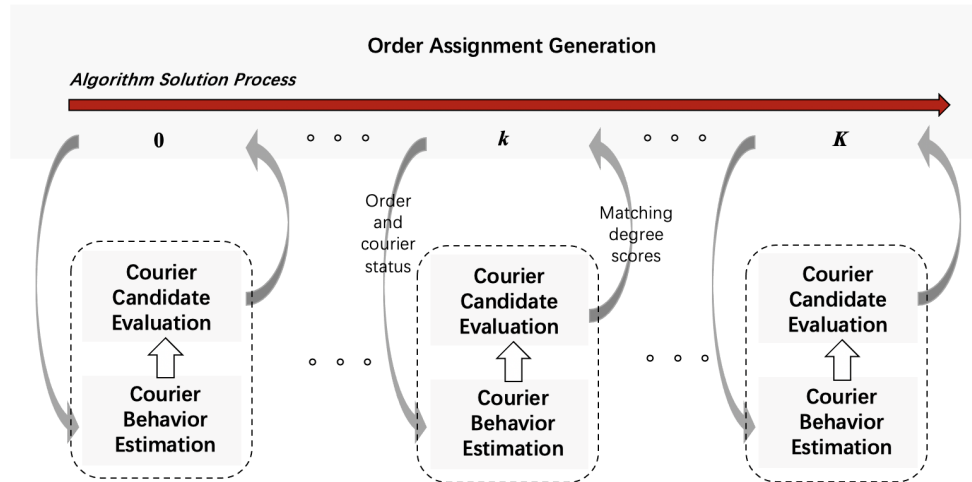 Order Assignment Generation
Algorithm Solution Process
0
k
K
Order
and
courier
status
Matching
degree
scores
Courier
Candidate
Evaluation
Courier
Behavior
Estimation
Courier
Candidate
Evaluation
Courier
Behavior
Estimation
Courier
Candidate
Evaluation
Courier
Behavior
Estimation